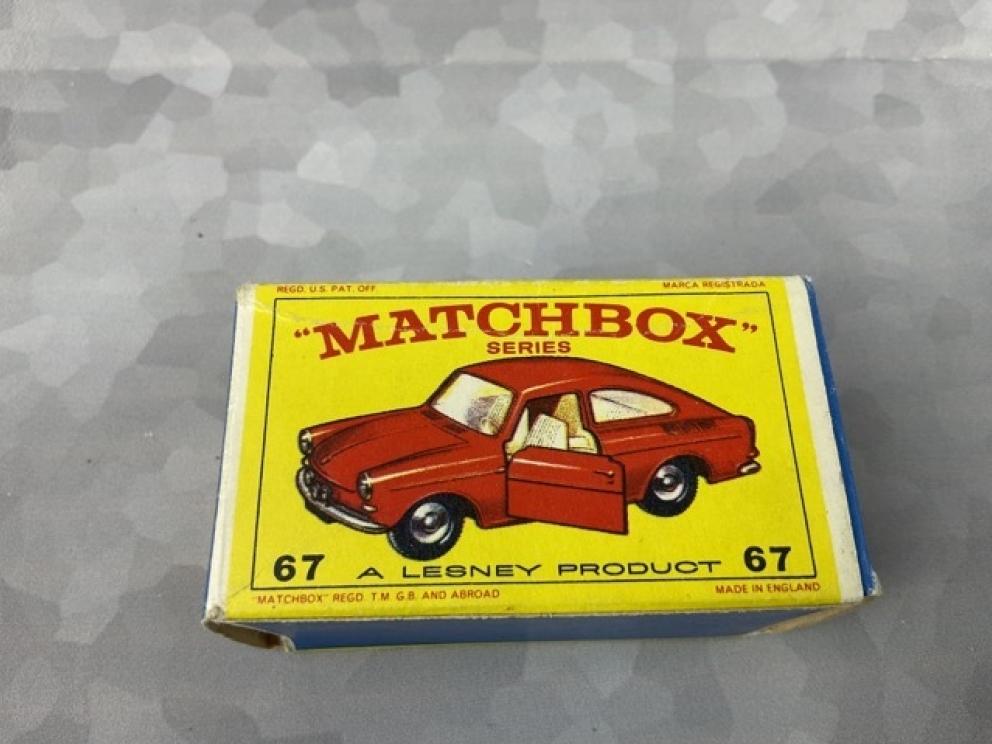 REGD. U.S. PAT. OFF. MARCA REGISTRADA
"MATCHBOX"
SERIES
67 A LESNEY PRODUCT 67
"MATCHBOX" REGD. T.M. G.B. AND ABROAD MADE IN ENGLAND